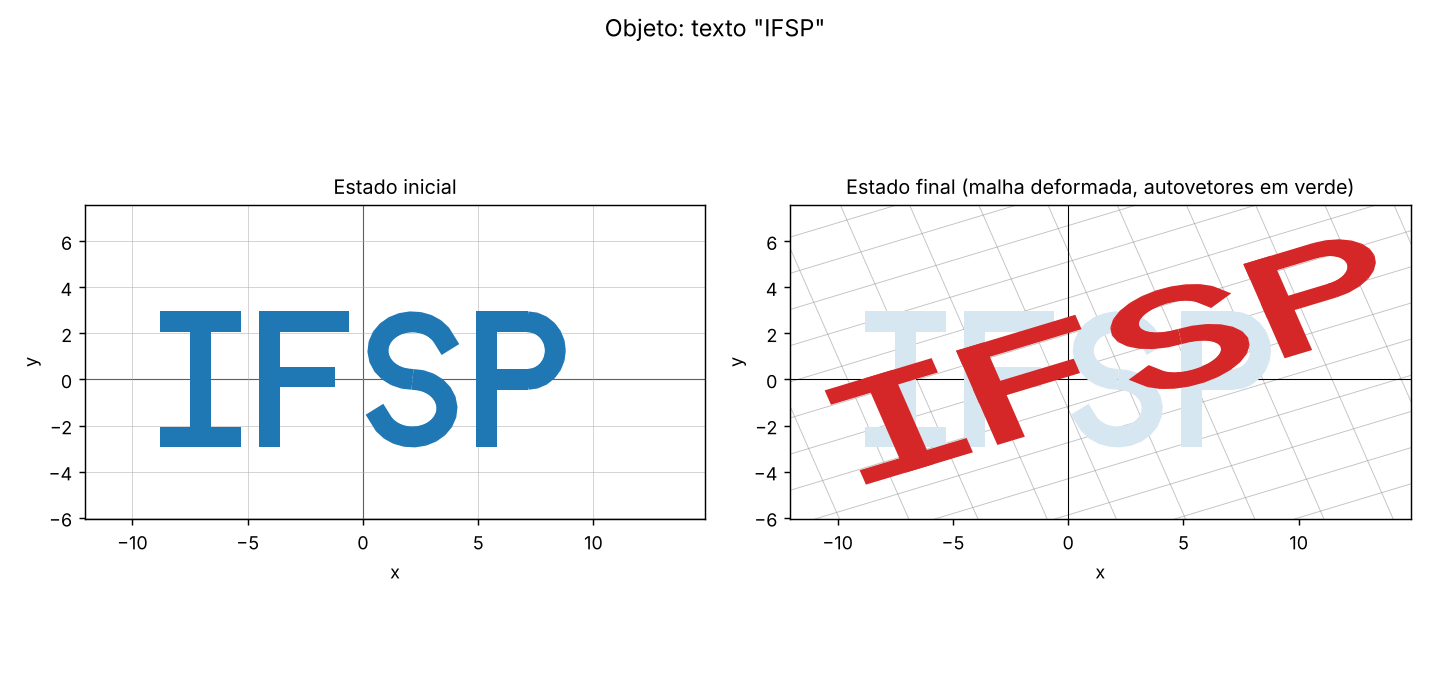 Objeto: texto "IFSP"
Estado inicial
6
4
2
0
−2
−4
−6
y
IFSP
−10 −5 0 5 10
x
Estado final (malha deformada, autovetores em verde)
6
4
2
0
−2
−4
−6
y
IFSP
IFSP
−10 −5 0 5 10
x